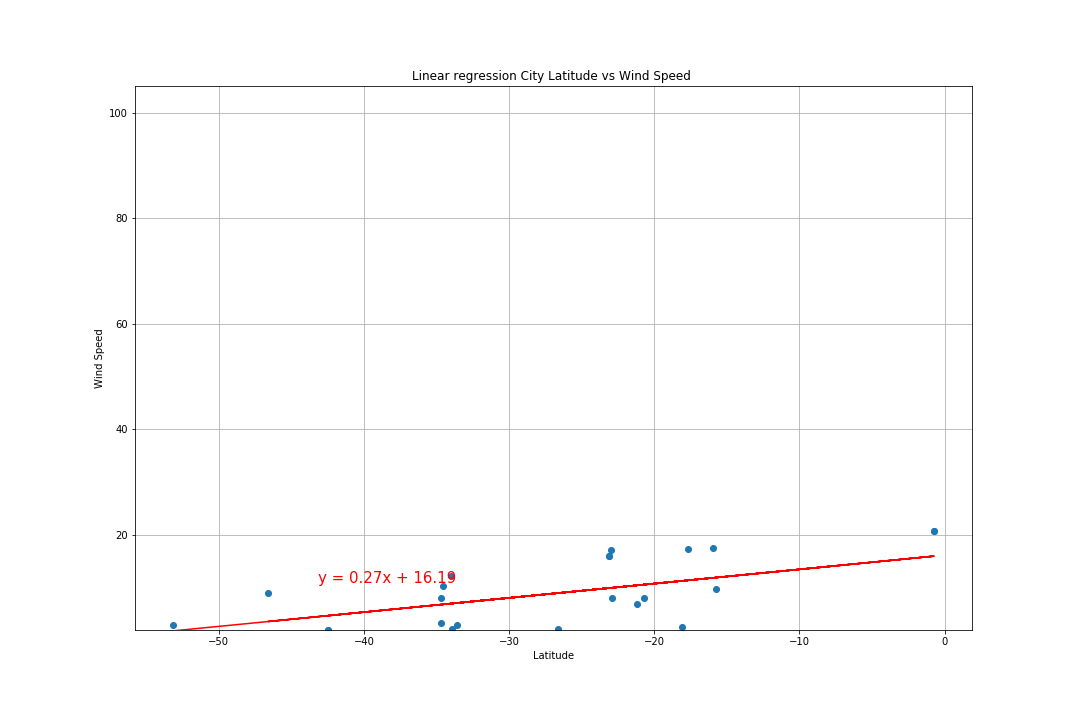 Linear regression City Latitude vs Wind Speed
100
80
60
40
20
Wind Speed
y = 0.27x + 16.19
−50
−40
−30
−20
−10
0
Latitude